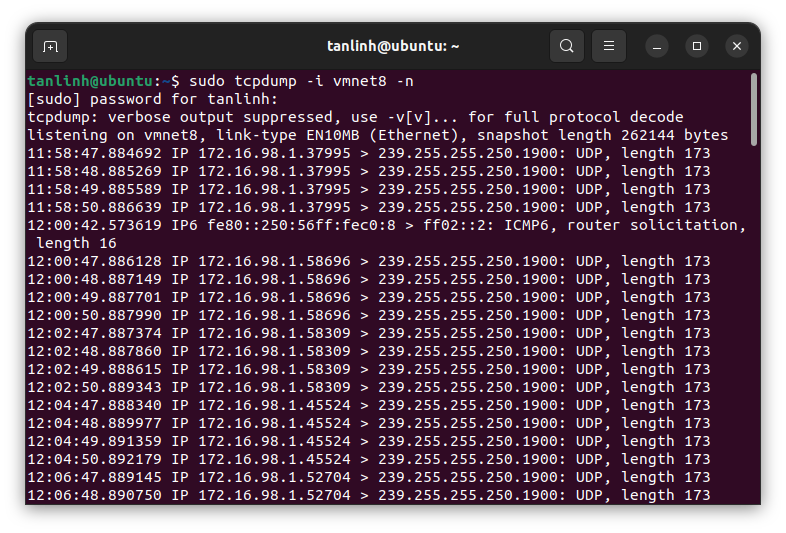 tanlinh@ubuntu: ~
tanlinh@ubuntu:~$ sudo tcpdump -i vmnet8 -n
[sudo] password for tanlinh:
tcpdump: verbose output suppressed, use -v[v]... for full protocol decode
listening on vmnet8, link-type EN10MB (Ethernet), snapshot length 262144 bytes
11:58:47.884692 IP 172.16.98.1.37995 > 239.255.255.250.1900: UDP, length 173
11:58:48.885269 IP 172.16.98.1.37995 > 239.255.255.250.1900: UDP, length 173
11:58:49.885589 IP 172.16.98.1.37995 > 239.255.255.250.1900: UDP, length 173
11:58:50.886639 IP 172.16.98.1.37995 > 239.255.255.250.1900: UDP, length 173
12:00:42.573619 IP6 fe80::250:56ff:fec0:8 > ff02::2: ICMP6, router solicitation,
 length 16
12:00:47.886128 IP 172.16.98.1.58696 > 239.255.255.250.1900: UDP, length 173
12:00:48.887149 IP 172.16.98.1.58696 > 239.255.255.250.1900: UDP, length 173
12:00:49.887701 IP 172.16.98.1.58696 > 239.255.255.250.1900: UDP, length 173
12:00:50.887990 IP 172.16.98.1.58696 > 239.255.255.250.1900: UDP, length 173
12:02:47.887374 IP 172.16.98.1.58309 > 239.255.255.250.1900: UDP, length 173
12:02:48.887860 IP 172.16.98.1.58309 > 239.255.255.250.1900: UDP, length 173
12:02:49.888615 IP 172.16.98.1.58309 > 239.255.255.250.1900: UDP, length 173
12:02:50.889343 IP 172.16.98.1.58309 > 239.255.255.250.1900: UDP, length 173
12:04:47.888340 IP 172.16.98.1.45524 > 239.255.255.250.1900: UDP, length 173
12:04:48.889977 IP 172.16.98.1.45524 > 239.255.255.250.1900: UDP, length 173
12:04:49.891359 IP 172.16.98.1.45524 > 239.255.255.250.1900: UDP, length 173
12:04:50.892179 IP 172.16.98.1.45524 > 239.255.255.250.1900: UDP, length 173
12:06:47.889145 IP 172.16.98.1.52704 > 239.255.255.250.1900: UDP, length 173
12:06:48.890750 IP 172.16.98.1.52704 > 239.255.255.250.1900: UDP, length 173